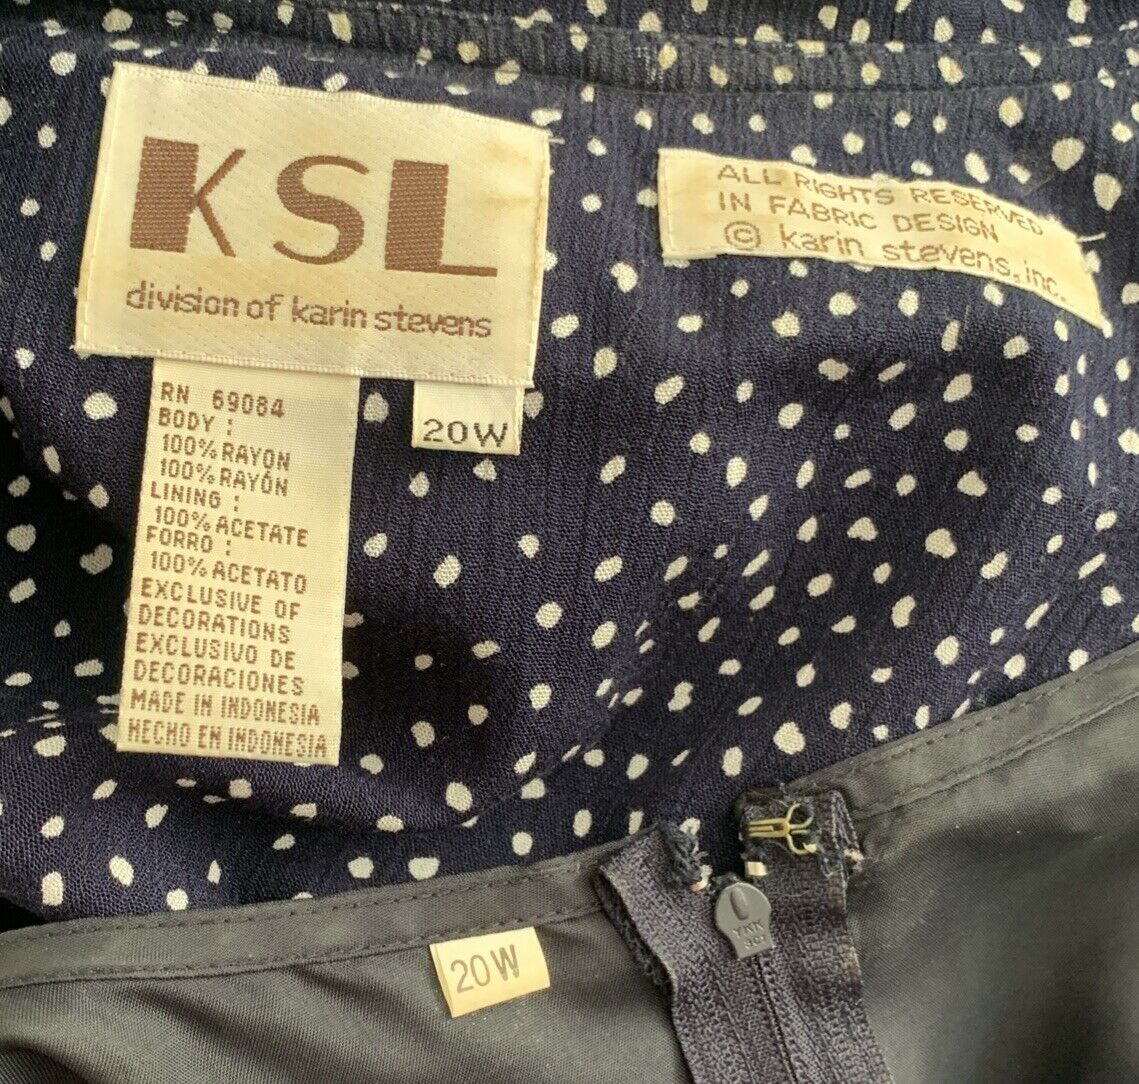 KSL
division of karin stevens
RN 69084
BODY :
100% RAYON
100% RAYON
LINING :
100% ACETATE
FORRO :
100% ACETATO
EXCLUSIVE OF
DECORATIONS
EXCLUSIVO DE
DECORACIONES
MADE IN INDONESIA
HECHO EN INDONESIA
20W
ALL RIGHTS RESERVED
IN FABRIC DESIGN
© karin stevens, inc.
YKK
20W